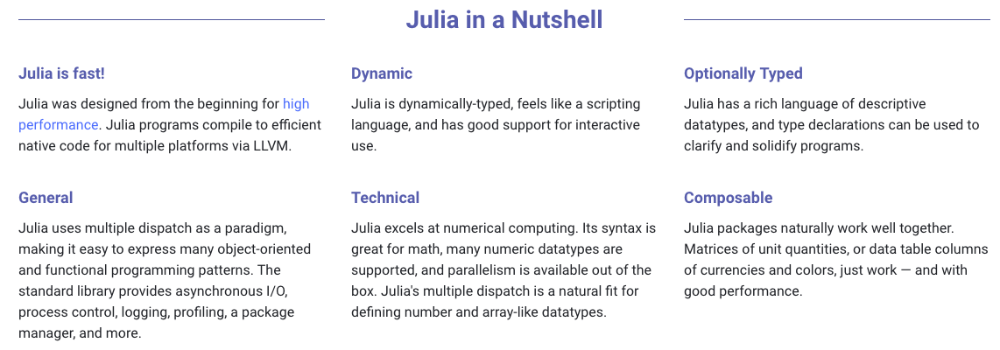 Julia in a Nutshell
Julia is fast!
Julia was designed from the beginning for high
performance. Julia programs compile to efficient
native code for multiple platforms via LLVM.
Dynamic
Julia is dynamically-typed, feels like a scripting
language, and has good support for interactive
use.
Optionally Typed
Julia has a rich language of descriptive
datatypes, and type declarations can be used to
clarify and solidify programs.
General
Julia uses multiple dispatch as a paradigm,
making it easy to express many object-oriented
and functional programming patterns. The
standard library provides asynchronous I/O,
process control, logging, profiling, a package
manager, and more.
Technical
Julia excels at numerical computing. Its syntax is
great for math, many numeric datatypes are
supported, and parallelism is available out of the
box. Julia's multiple dispatch is a natural fit for
defining number and array-like datatypes.
Composable
Julia packages naturally work well together.
Matrices of unit quantities, or data table columns
of currencies and colors, just work — and with
good performance.